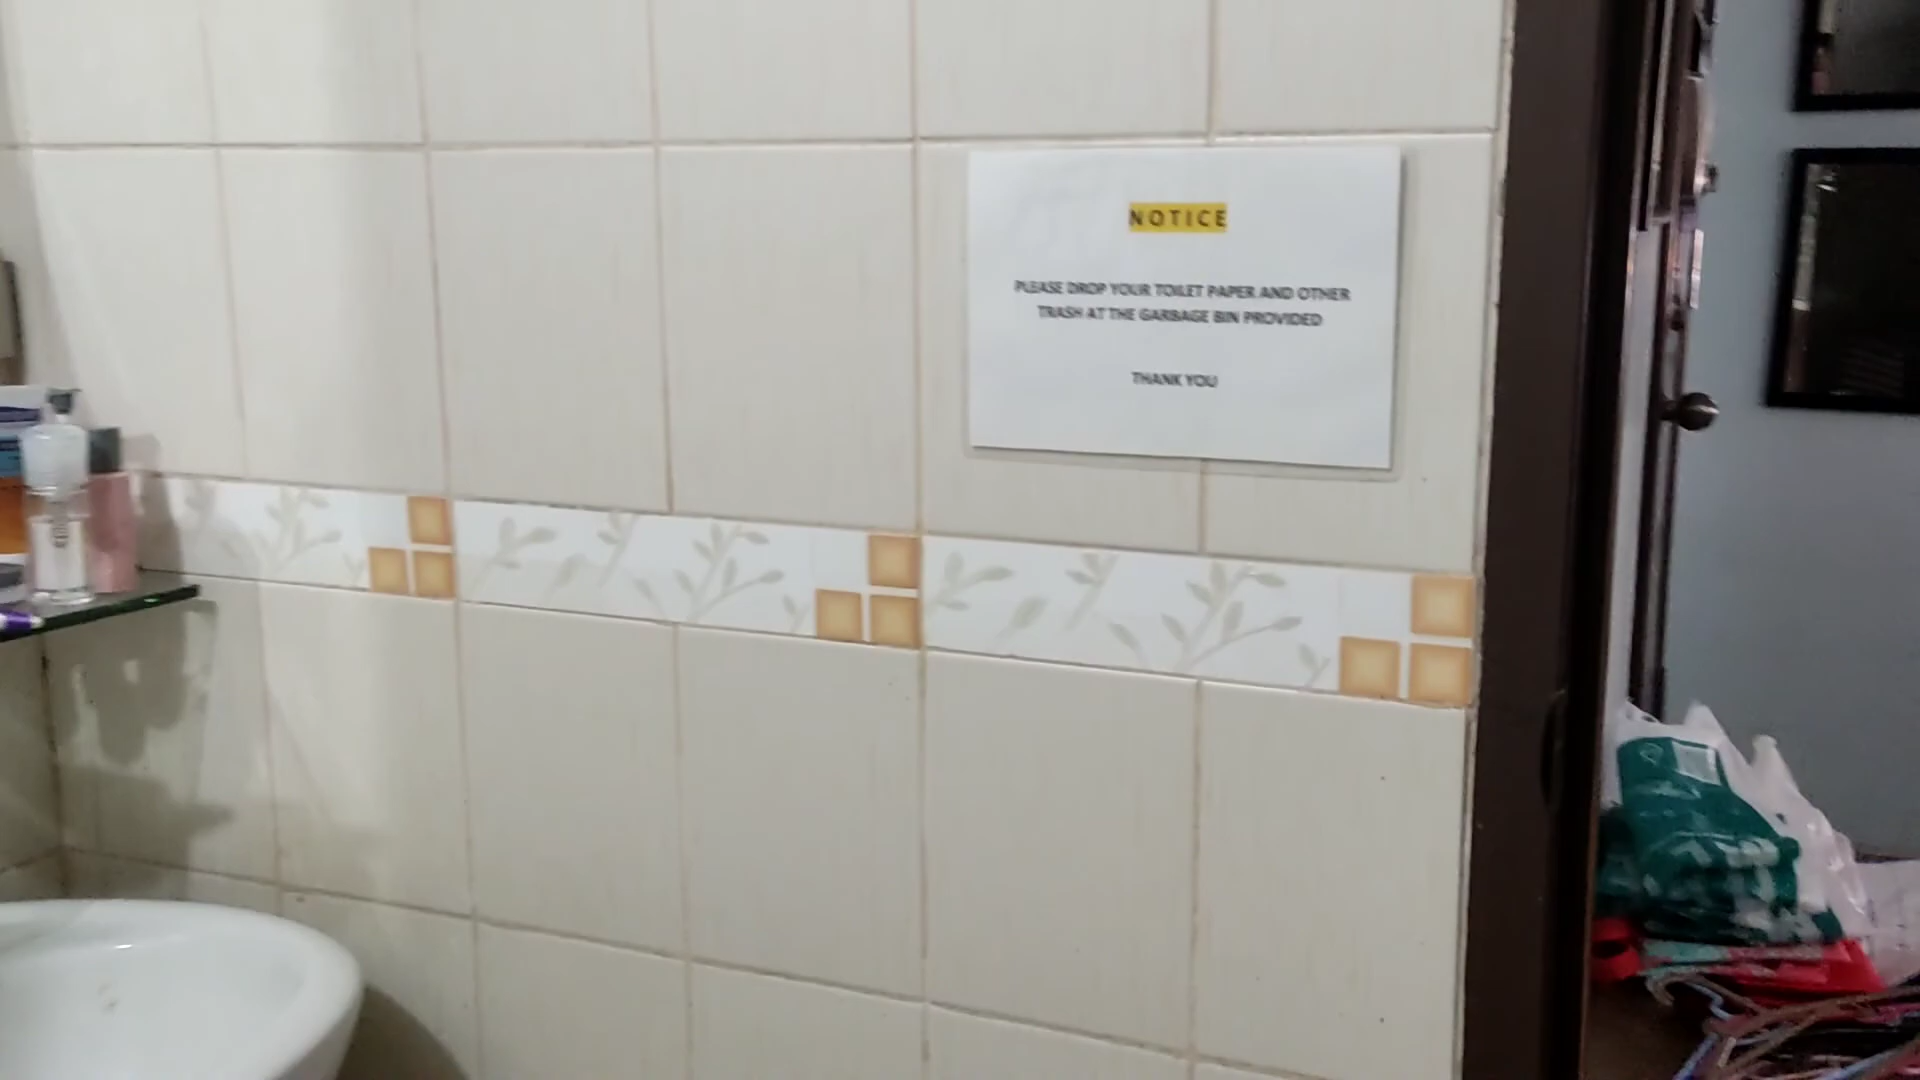 NOTICE
PLEASE DROP YOUR TOILET PAPER AND OTHER
TRASH AT THE GARBAGE BIN PROVIDED
THANK YOU